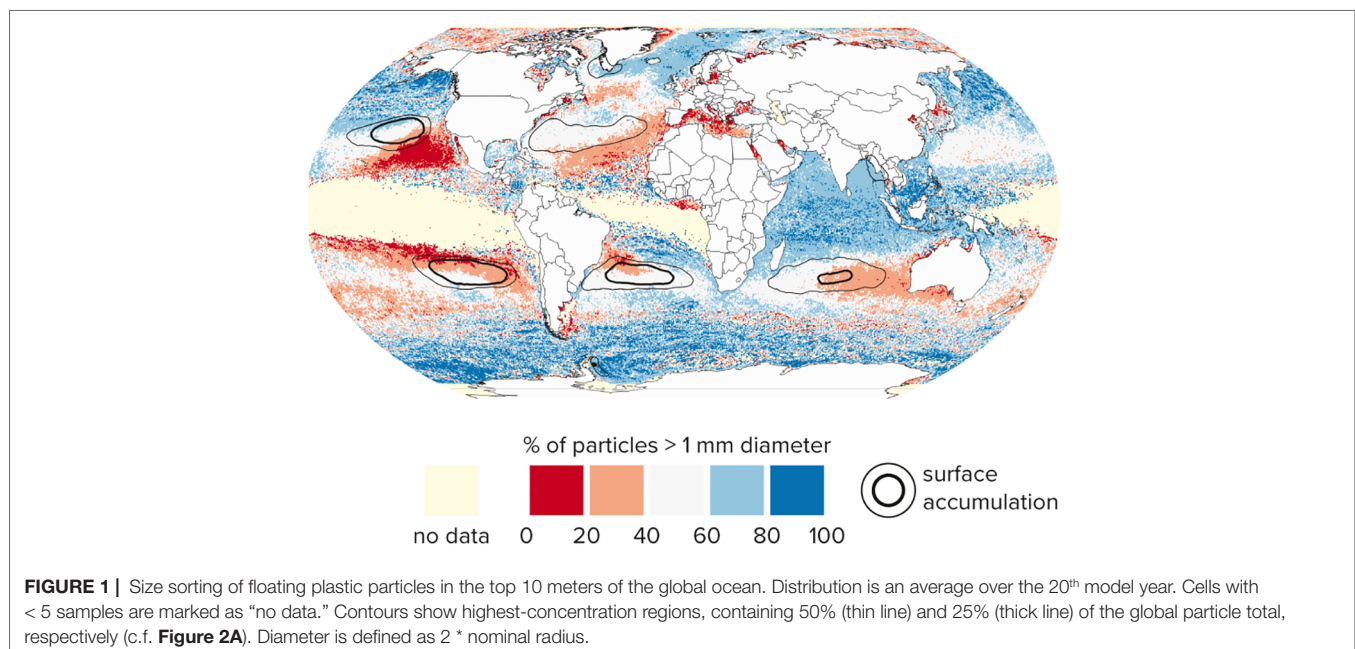 % of particles > 1 mm diameter
surface
accumulation
no data 0 20 40 60 80 100
FIGURE 1 | Size sorting of floating plastic particles in the top 10 meters of the global ocean. Distribution is an average over the 20th model year. Cells with
< 5 samples are marked as “no data.” Contours show highest-concentration regions, containing 50% (thin line) and 25% (thick line) of the global particle total,
respectively (c.f. Figure 2A). Diameter is defined as 2 * nominal radius.